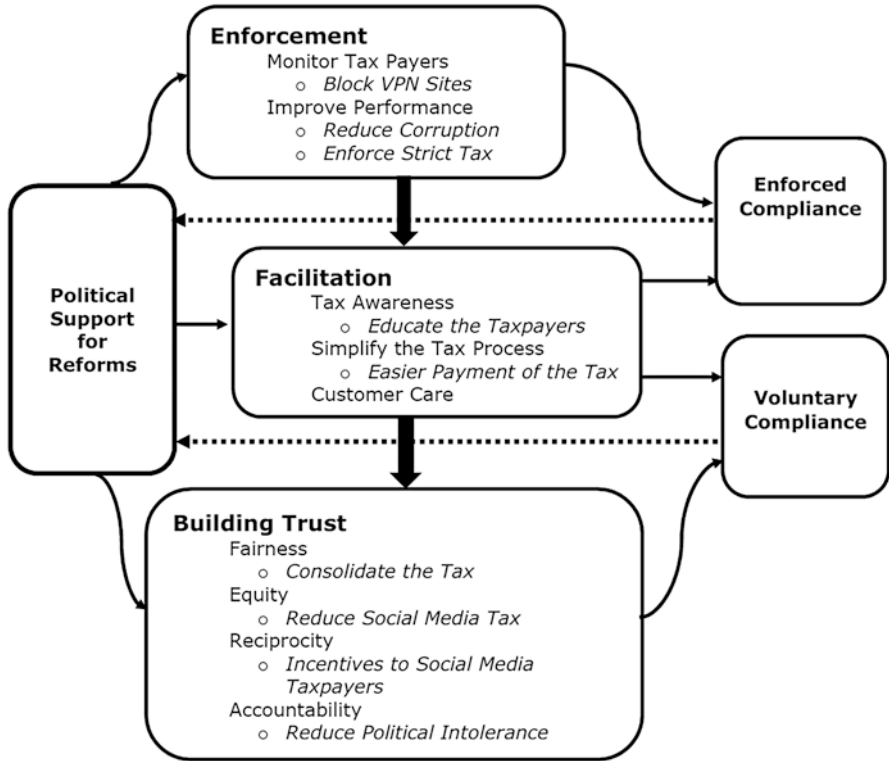 Enforcement
Monitor Tax Payers
o Block VPN Sites
Improve Performance
o Reduce Corruption
o Enforce Strict Tax
Enforced
Compliance
Political
Support
for
Reforms
Facilitation
Tax Awareness
o Educate the Taxpayers
Simplify the Tax Process
o Easier Payment of the Tax
Customer Care
Voluntary
Compliance
Building Trust
Fairness
o Consolidate the Tax
Equity
o Reduce Social Media Tax
Reciprocity
o Incentives to Social Media
Taxpayers
Accountability
o Reduce Political Intolerance